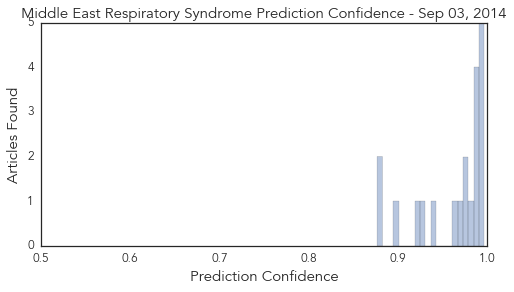 Middle East Respiratory Syndrome Prediction Confidence - Sep 03, 2014
5
4
3
2
1
0
Articles Found
0.5 0.6 0.7 0.8 0.9 1.0
Prediction Confidence